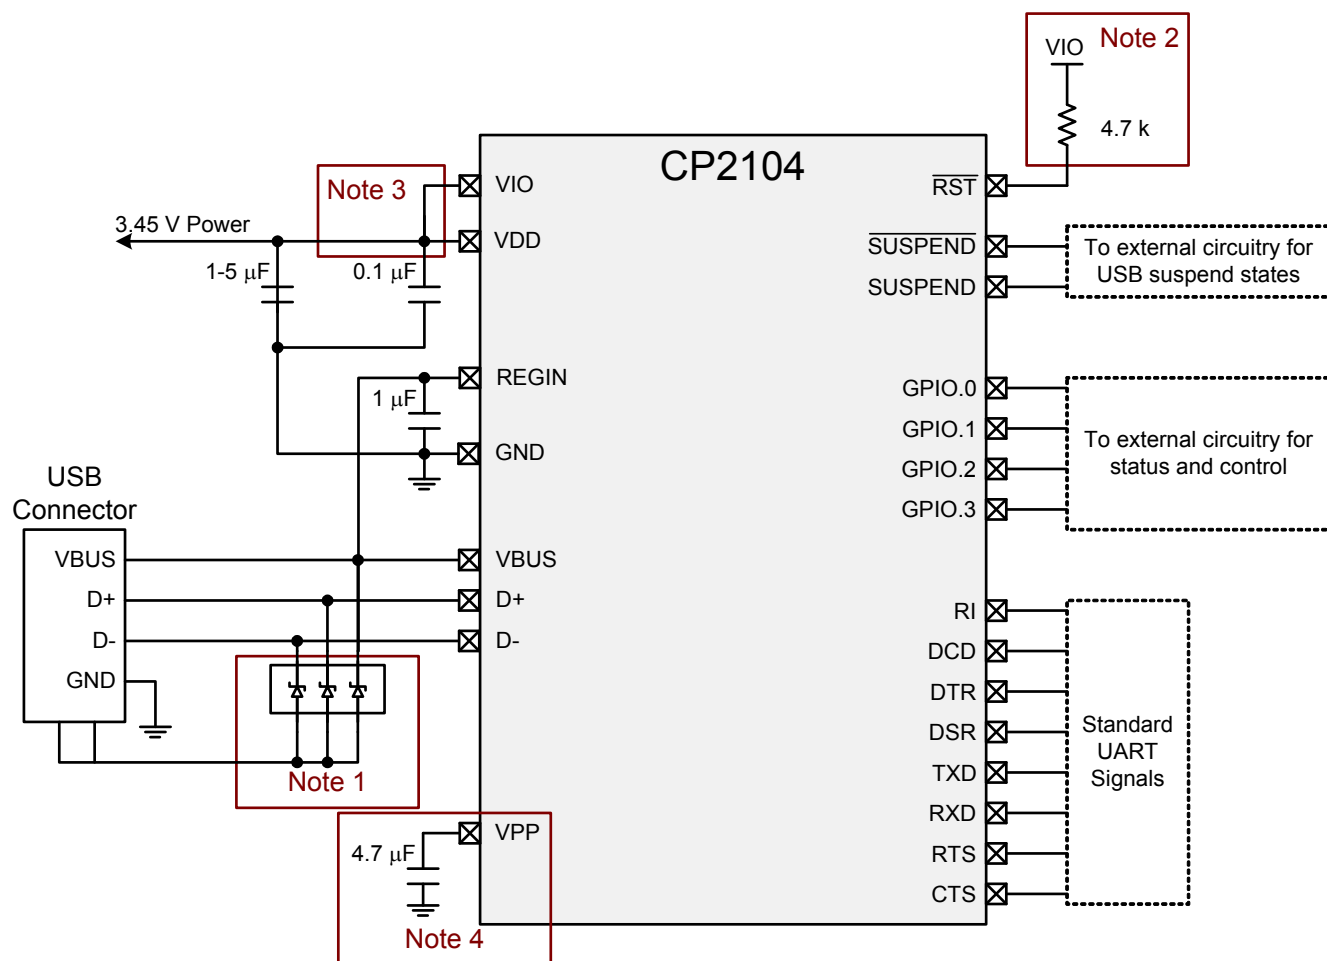 Note 2
VIO
4.7 k
CP2104
Note 3
VIO
3.45 V Power
VDD
1-5 μF
0.1 μF
REGIN
1 μF
GND
USB
Connector
VBUS
D+
D-
GND
VBUS
D+
D-
Note 1
VPP
4.7 μF
Note 4
RST
SUSPEND
SUSPEND
To external circuitry for
USB suspend states
GPIO.0
GPIO.1
GPIO.2
GPIO.3
To external circuitry for
status and control
RI
DCD
DTR
DSR
TXD
RXD
RTS
CTS
Standard
UART
Signals